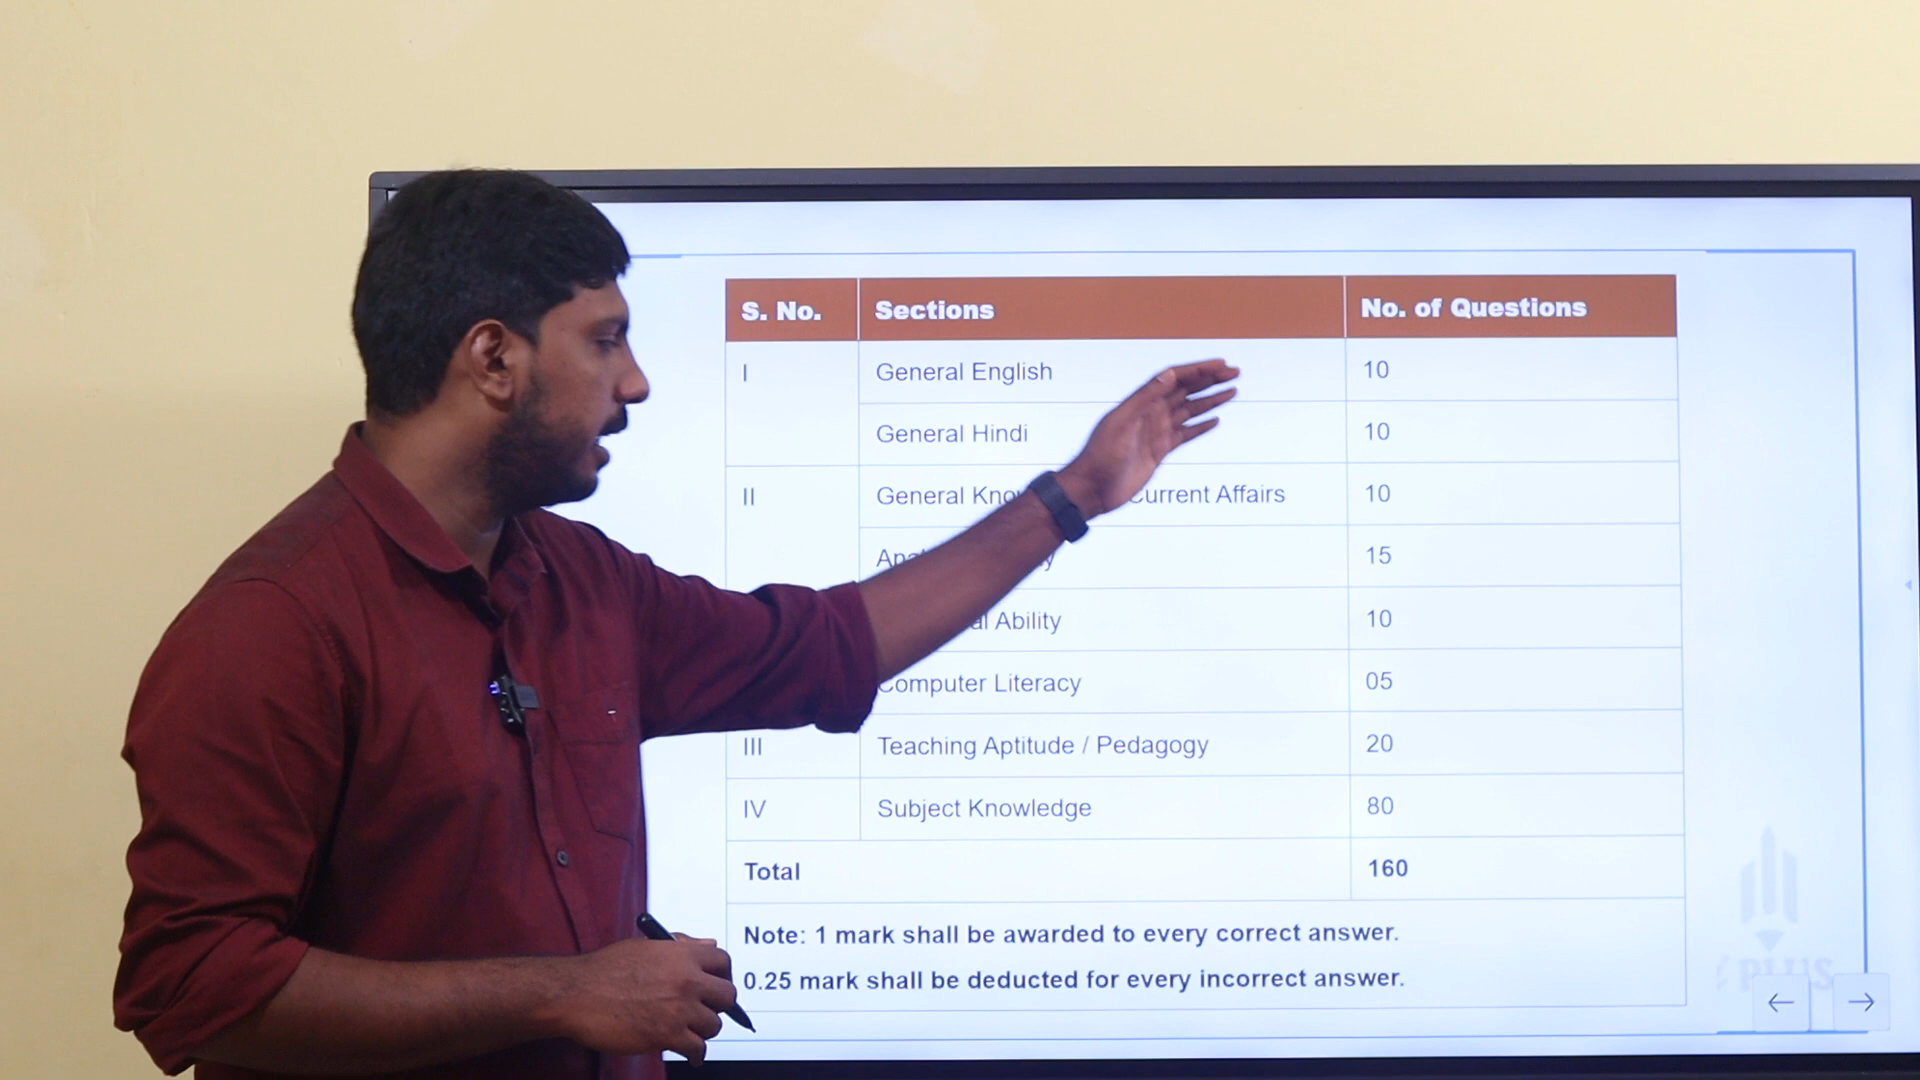 S. No. Sections No. of Questions
I General English 10
General Hindi 10
II General Current Affairs 10
15
Ability 10
Computer Literacy 05
III Teaching Aptitude / Pedagogy 20
IV Subject Knowledge 80
Total 160
Note: 1 mark shall be awarded to every correct answer.
0.25 mark shall be deducted for every incorrect answer.
PLUS